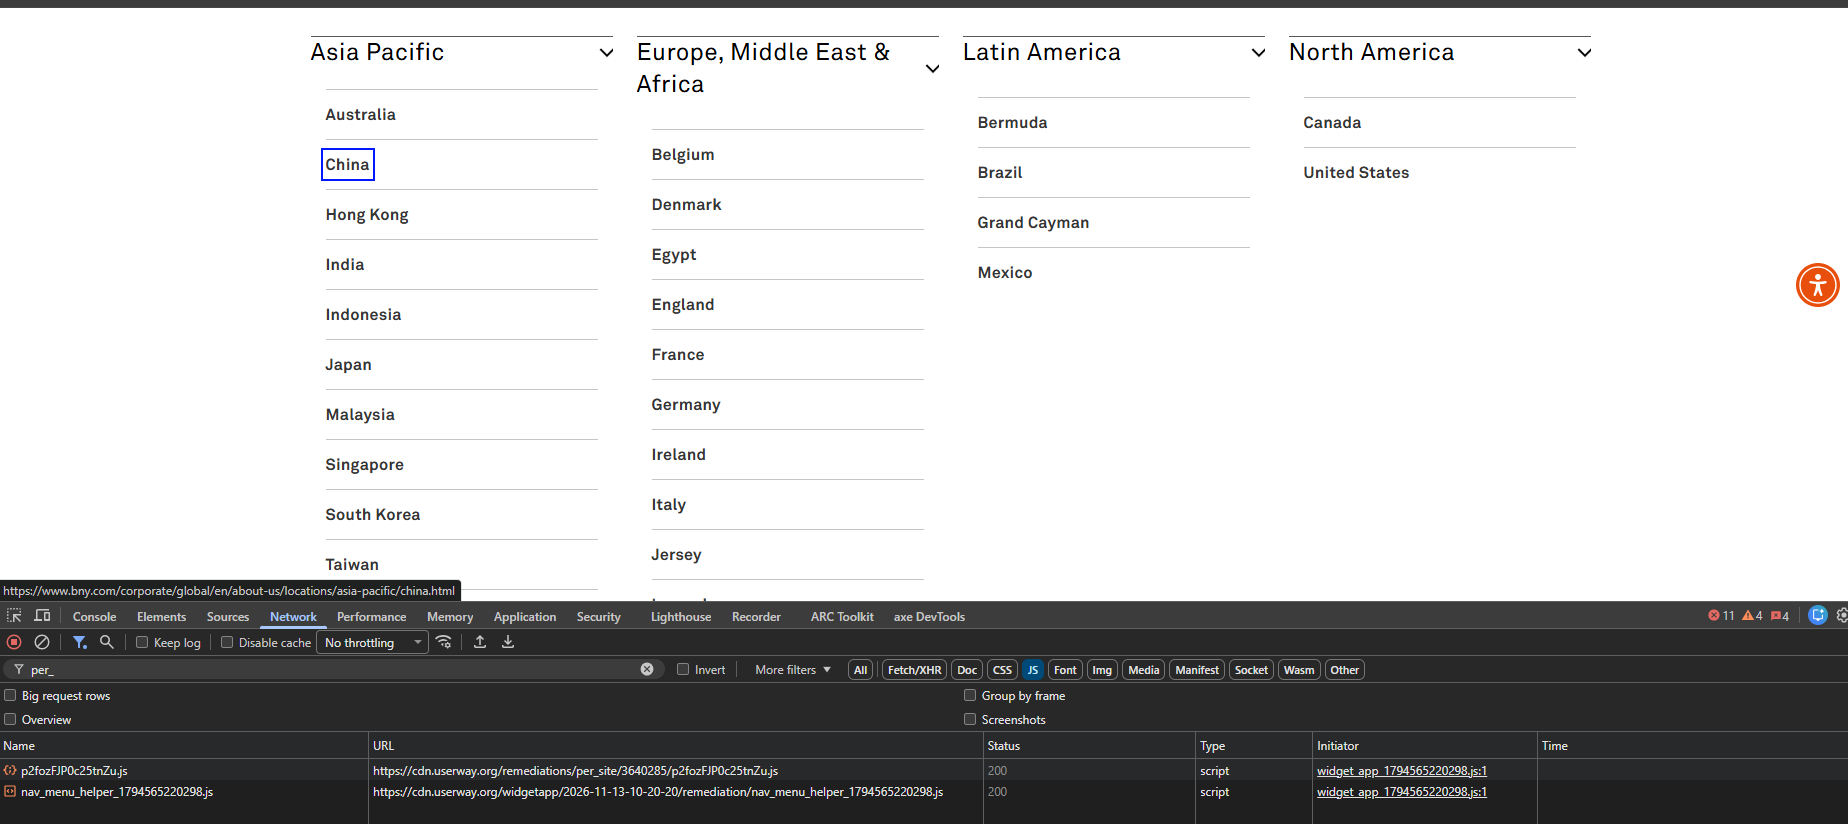 Asia Pacific
Australia
China
Hong Kong
India
Indonesia
Japan
Malaysia
Singapore
South Korea
Taiwan
Europe, Middle East &
Africa
Belgium
Denmark
Egypt
England
France
Germany
Ireland
Italy
Jersey
Latin America
Bermuda
Brazil
Grand Cayman
Mexico
North America
Canada
United States
https://www.bny.com/corporate/global/en/about-us/locations/asia-pacific/china.html
Console Elements Sources Network Performance Memory Application Security Lighthouse Recorder ARC Toolkit axe DevTools 11 4 4
Keep log Disable cache No throttling
per_ Invert More filters All Fetch/XHR Doc CSS JS Font Img Media Manifest Socket Wasm Other
Big request rows Group by frame
Overview Screenshots
Name URL Status Type Initiator Time
p2fozFJP0c25tnZu.js https://cdn.userway.org/remediations/per_site/3640285/p2fozFJP0c25tnZu.js 200 script widget_app_1794565220298.js:1
nav_menu_helper_1794565220298.js https://cdn.userway.org/widgetapp/2026-11-13-10-20-20/remediation/nav_menu_helper_1794565220298.js 200 script widget_app_1794565220298.js:1